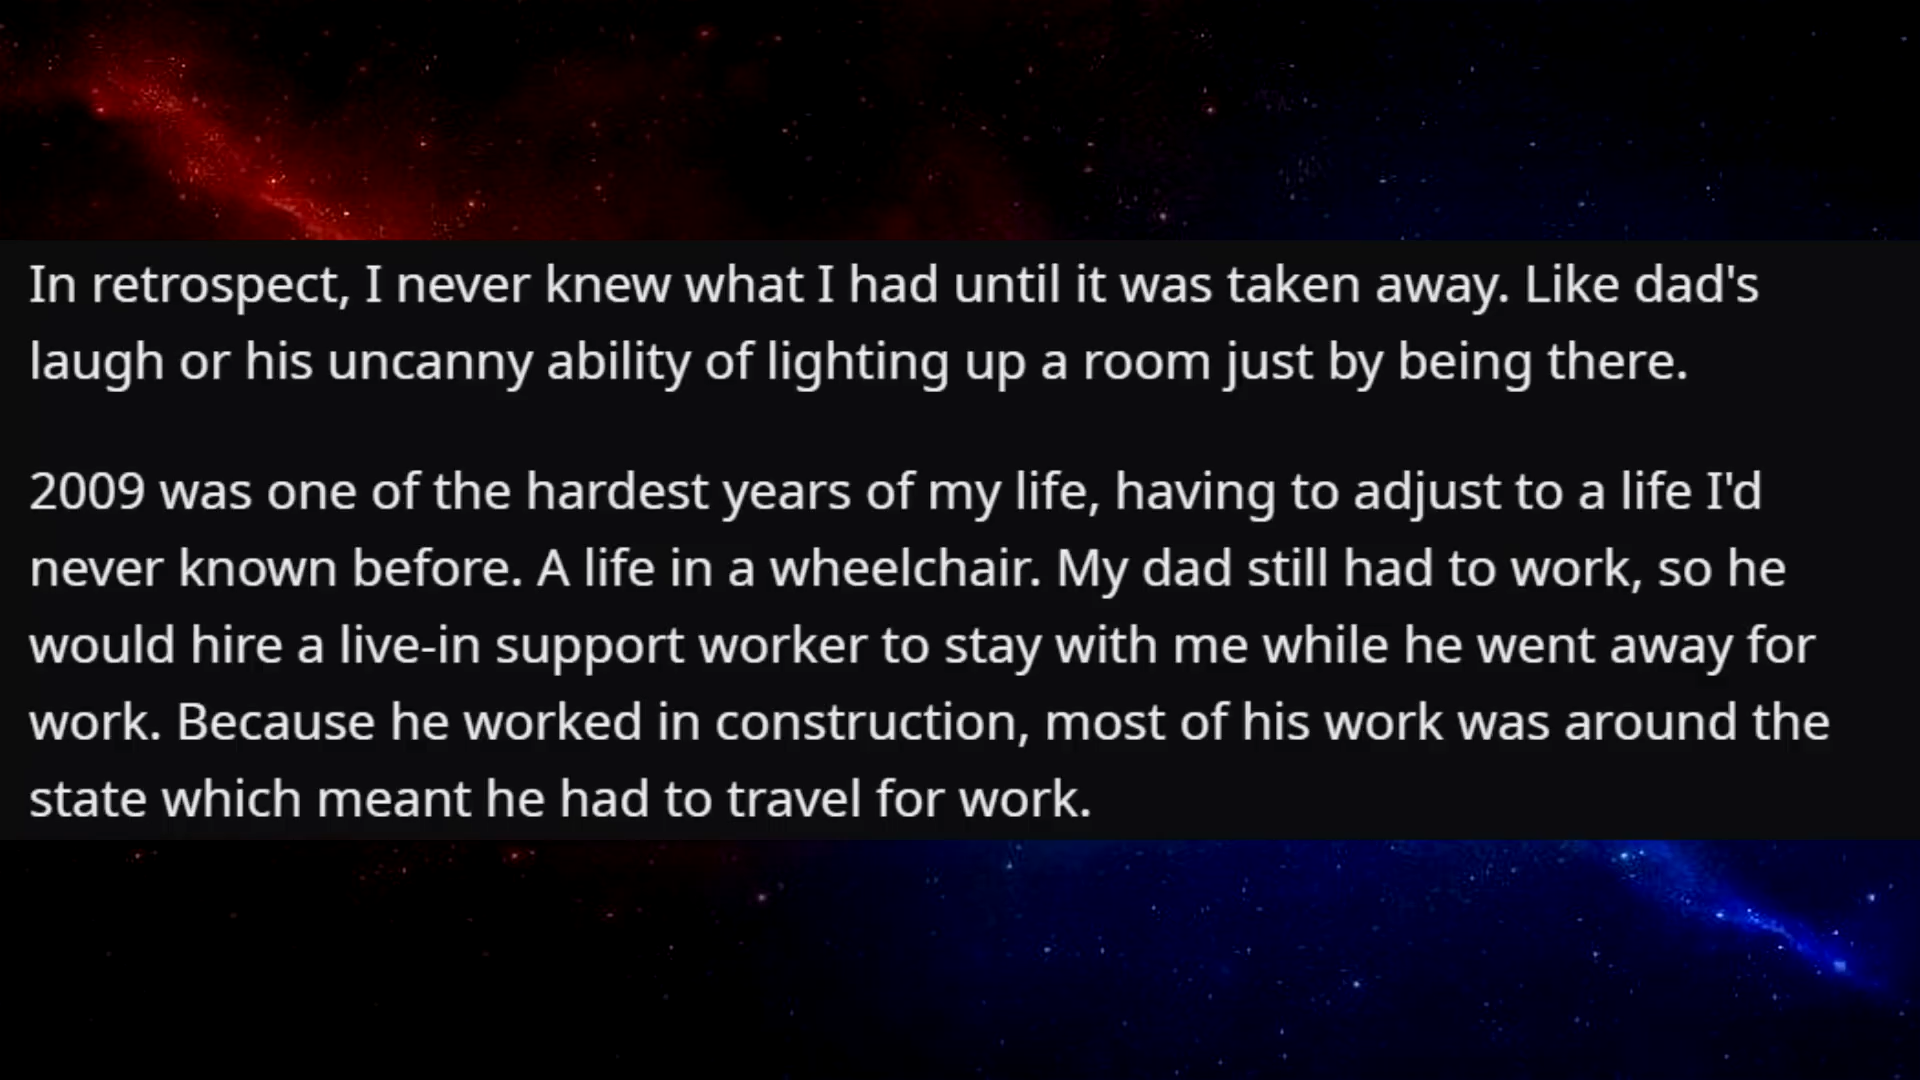 In retrospect, I never knew what I had until it was taken away. Like dad's
laugh or his uncanny ability of lighting up a room just by being there.
2009 was one of the hardest years of my life, having to adjust to a life I'd
never known before. A life in a wheelchair. My dad still had to work, so he
would hire a live-in support worker to stay with me while he went away for
work. Because he worked in construction, most of his work was around the
state which meant he had to travel for work.